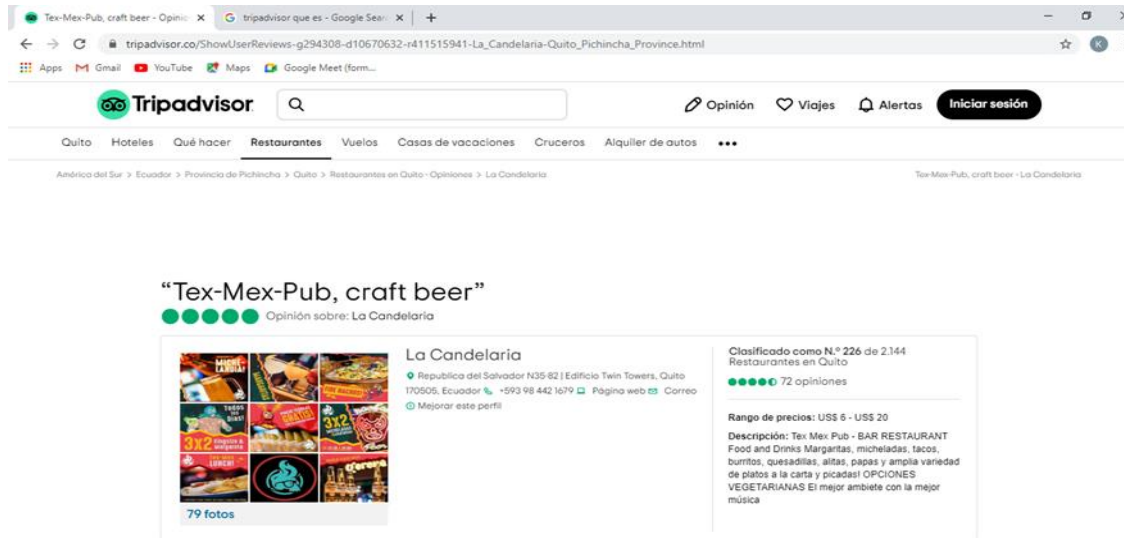 Tex-Mex-Pub, craft beer - Opinio
tripadvisor que es - Google Sear
tripadvisor.co/ShowUserReviews-g294308-d10670632-r411515941-La_Candelaria-Quito_Pichincha_Province.html
K
Apps Gmail YouTube Maps Google Meet (form...
Tripadvisor
Opinión Viajes Alertas Iniciar sesión
Quito Hoteles Qué hacer Restaurantes Vuelos Casas de vacaciones Cruceros Alquiler de autos •••
América del Sur > Ecuador > Provincia de Pichincha > Quito > Restaurantes en Quito - Opiniones > La Candelaria
Tex-Mex-Pub, craft beer - La Candelaria
“Tex-Mex-Pub, craft beer”
Opinión sobre: La Candelaria
3X2
GRATIS!
3X2
LUNCH!
79 fotos
La Candelaria
Republica del Salvador N35-82 | Edificio Twin Towers, Quito
170505, Ecuador +593 98 442 1679 Página web Correo
Mejorar este perfil
Clasificado como N.º 226 de 2.144
Restaurantes en Quito
72 opiniones
Rango de precios: US$ 6 - US$ 20
Descripción: Tex Mex Pub - BAR RESTAURANT
Food and Drinks Margaritas, micheladas, tacos,
burritos, quesadillas, alitas, papas y amplia variedad
de platos a la carta y picadas! OPCIONES
VEGETARIANAS El mejor ambiete con la mejor
música